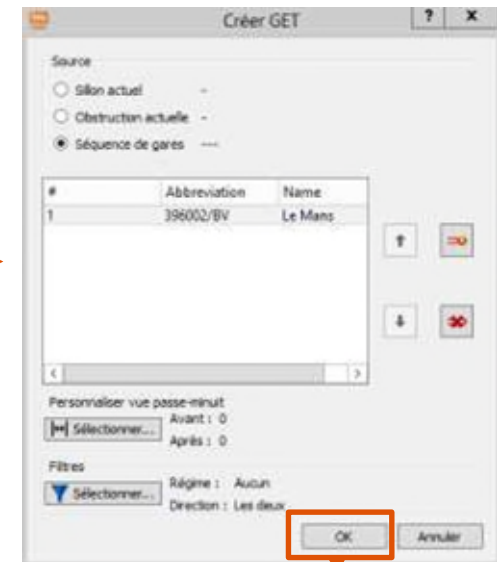 Créer GET
? x
Source
Sillon actuel -
Obstruction actuelle -
Séquence de gares ---
# Abbreviation Name
1 396002/BV Le Mans
Personnaliser vue passe-minuit
Sélectionner... Avant : 0
Après : 0
Filtres
Sélectionner... Régime : Aucun
Direction : Les deux
OK Annuler